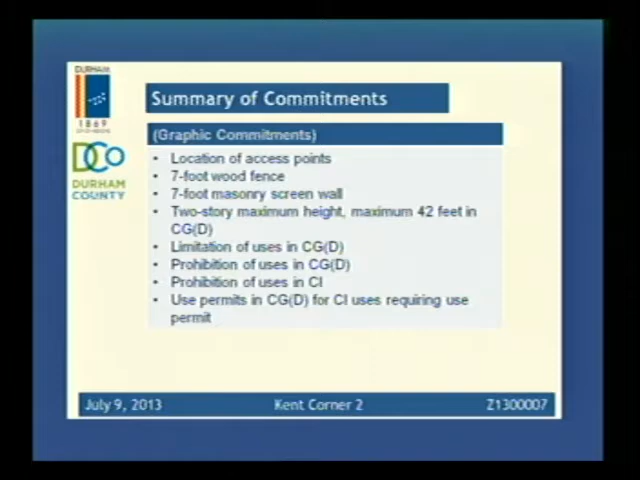 DURHAM
1869
DCO
DURHAM
COUNTY
Summary of Commitments
(Graphic Commitments)
• Location of access points
• 7-foot wood fence
• 7-foot masonry screen wall
• Two-story maximum height, maximum 42 feet in
CG(D)
• Limitation of uses in CG(D)
• Prohibition of uses in CG(D)
• Prohibition of uses in CI
• Use permits in CG(D) for CI uses requiring use
permit
July 9, 2013
Kent Corner 2
Z1300007